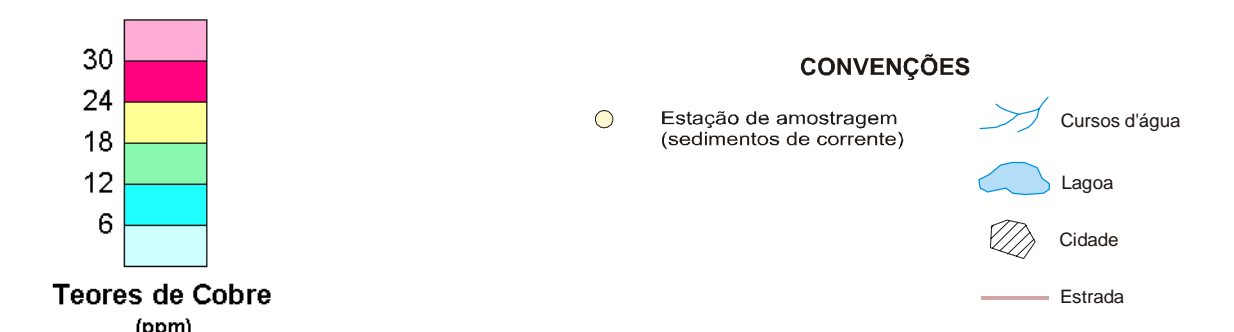 30
24
18
12
6
Teores de Cobre
(ppm)
CONVENÇÕES
Estação de amostragem
(sedimentos de corrente)
Cursos d'água
Lagoa
Cidade
Estrada